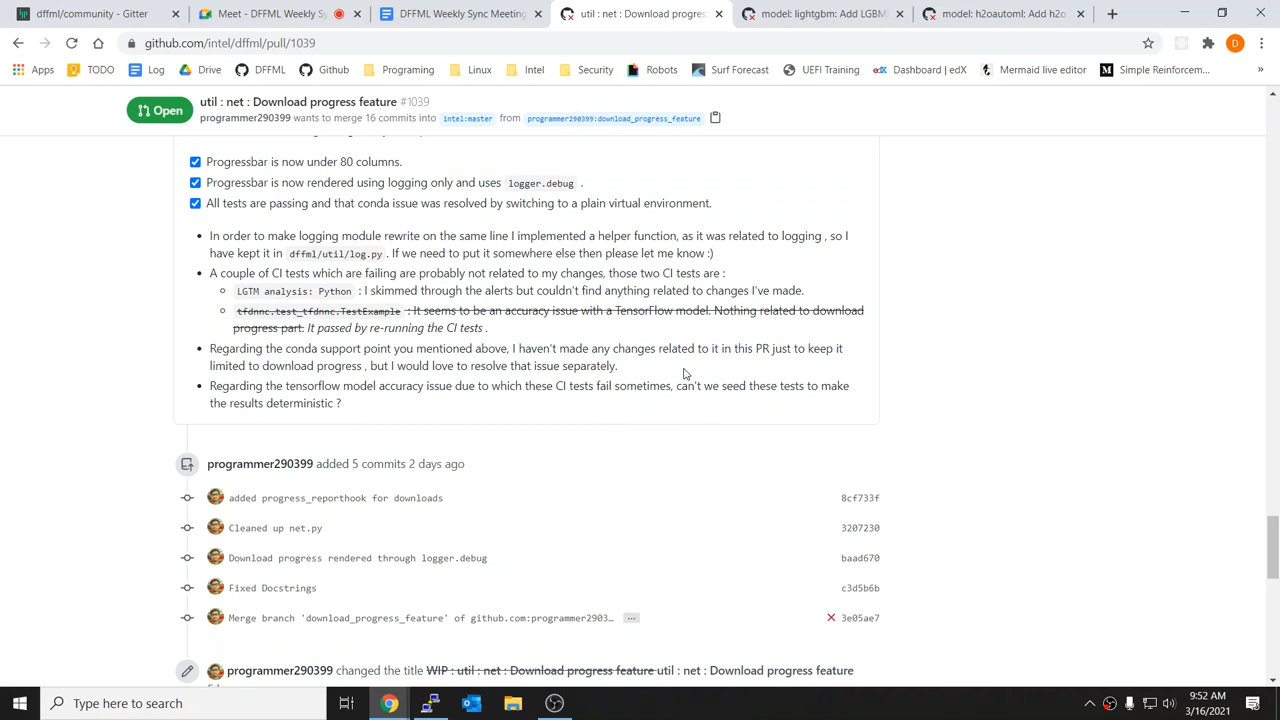 dffml/community - Gitter
Meet - DFFML Weekly Sy
DFFML Weekly Sync Meeting
util : net : Download progres
model: lightgbm: Add LGBM
model: h2oautoml: Add h2o
github.com/intel/dffml/pull/1039
Apps
TODO
Log
Drive
DFFML
Github
Programing
Linux
Intel
Security
Robots
Surf Forecast
UEFI Training
Dashboard | edX
Mermaid live editor
Simple Reinforcem...
Open
util : net : Download progress feature #1039
programmer290399 wants to merge 16 commits into intel:master from programmer290399:download_progress_feature
Progressbar is now under 80 columns.
Progressbar is now rendered using logging only and uses logger.debug .
All tests are passing and that conda issue was resolved by switching to a plain virtual environment.
In order to make logging module rewrite on the same line I implemented a helper function, as it was related to logging , so I
have kept it in dffml/util/log.py . If we need to put it somewhere else then please let me know :)
A couple of CI tests which are failing are probably not related to my changes, those two CI tests are :
LGTM analysis: Python : I skimmed through the alerts but couldn't find anything related to changes I've made.
tfdnnc.test_tfdnnc.TestExample : It seems to be an accuracy issue with a TensorFlow model. Nothing related to download
progress part. It passed by re-running the CI tests .
Regarding the conda support point you mentioned above, I haven't made any changes related to it in this PR just to keep it
limited to download progress , but I would love to resolve that issue separately.
Regarding the tensorflow model accuracy issue due to which these CI tests fail sometimes, can't we seed these tests to make
the results deterministic ?
programmer290399 added 5 commits 2 days ago
added progress_reporthook for downloads 8cf733f
Cleaned up net.py 3207230
Download progress rendered through logger.debug baad670
Fixed Docstrings c3d5b6b
Merge branch 'download_progress_feature' of github.com:programmer2903… ... 3e05ae7
programmer290399 changed the title WIP : util : net : Download progress feature util : net : Download progress feature
Type here to search
9:52 AM
3/16/2021